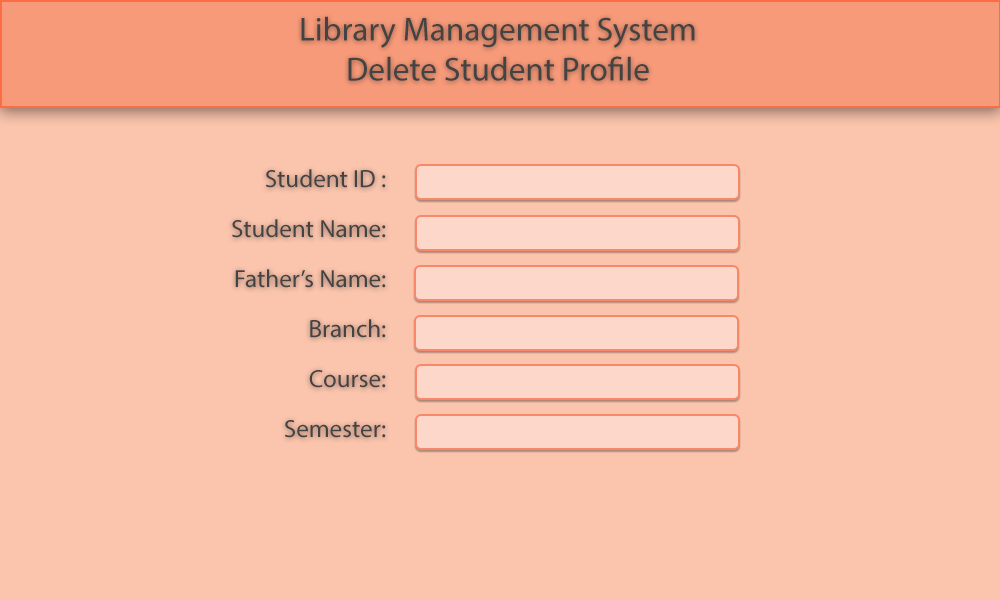 Library Management System
Delete Student Profile
Student ID :
Student Name:
Father’s Name:
Branch:
Course:
Semester: